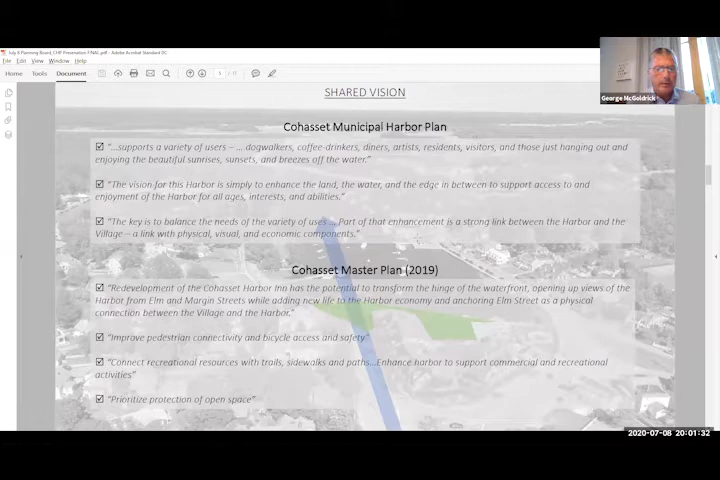 July 8 Planning Board_CHF Presentation FINAL.pdf - Adobe Acrobat Standard DC
File Edit View Window Help
Home Tools Document
George McGoldrick
SHARED VISION
Cohasset Municipal Harbor Plan
☑ "…supports a variety of users – … dogwalkers, coffee-drinkers, diners, artists, residents, visitors, and those just hanging out and
enjoying the beautiful sunrises, sunsets, and breezes off the water."
☑ "The vision for this Harbor is simply to enhance the land, the water, and the edge in between to support access to and
enjoyment of the Harbor for all ages, interests, and abilities."
☑ "The key is to balance the needs of the variety of uses … Part of that enhancement is a strong link between the Harbor and the
Village– a link with physical, visual, and economic components."
Cohasset Master Plan (2019)
☑ "Redevelopment of the Cohasset Harbor Inn has the potential to transform the hinge of the waterfront, opening up views of the
Harbor from Elm and Margin Streets while adding new life to the Harbor economy and anchoring Elm Street as a physical
connection between the Village and the Harbor."
☑ "Improve pedestrian connectivity and bicycle access and safety"
☑ "Connect recreational resources with trails, sidewalks and paths…Enhance harbor to support commercial and recreational
activities"
☑ "Prioritize protection of open space"
2020-07-08 20:01:32